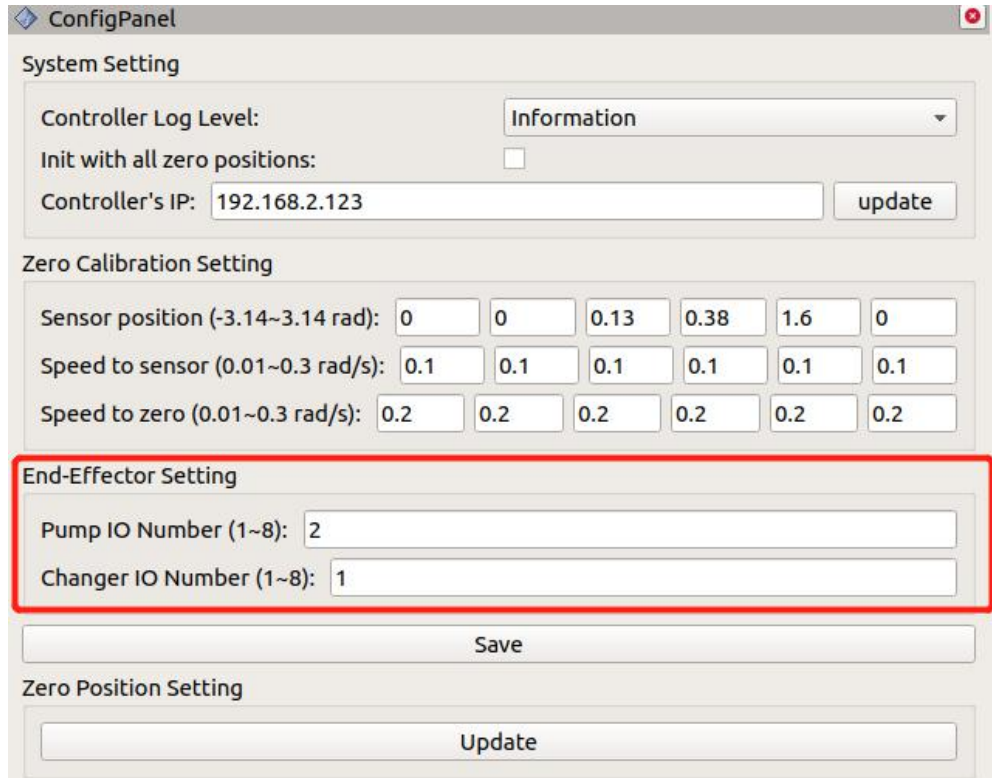 ConfigPanel
System Setting
Controller Log Level: Information
Init with all zero positions:
Controller's IP: 192.168.2.123 update
Zero Calibration Setting
Sensor position (-3.14~3.14 rad): 0 0 0.13 0.38 1.6 0
Speed to sensor (0.01~0.3 rad/s): 0.1 0.1 0.1 0.1 0.1 0.1
Speed to zero (0.01~0.3 rad/s): 0.2 0.2 0.2 0.2 0.2 0.2
End-Effector Setting
Pump IO Number (1~8): 2
Changer IO Number (1~8): 1
Save
Zero Position Setting
Update